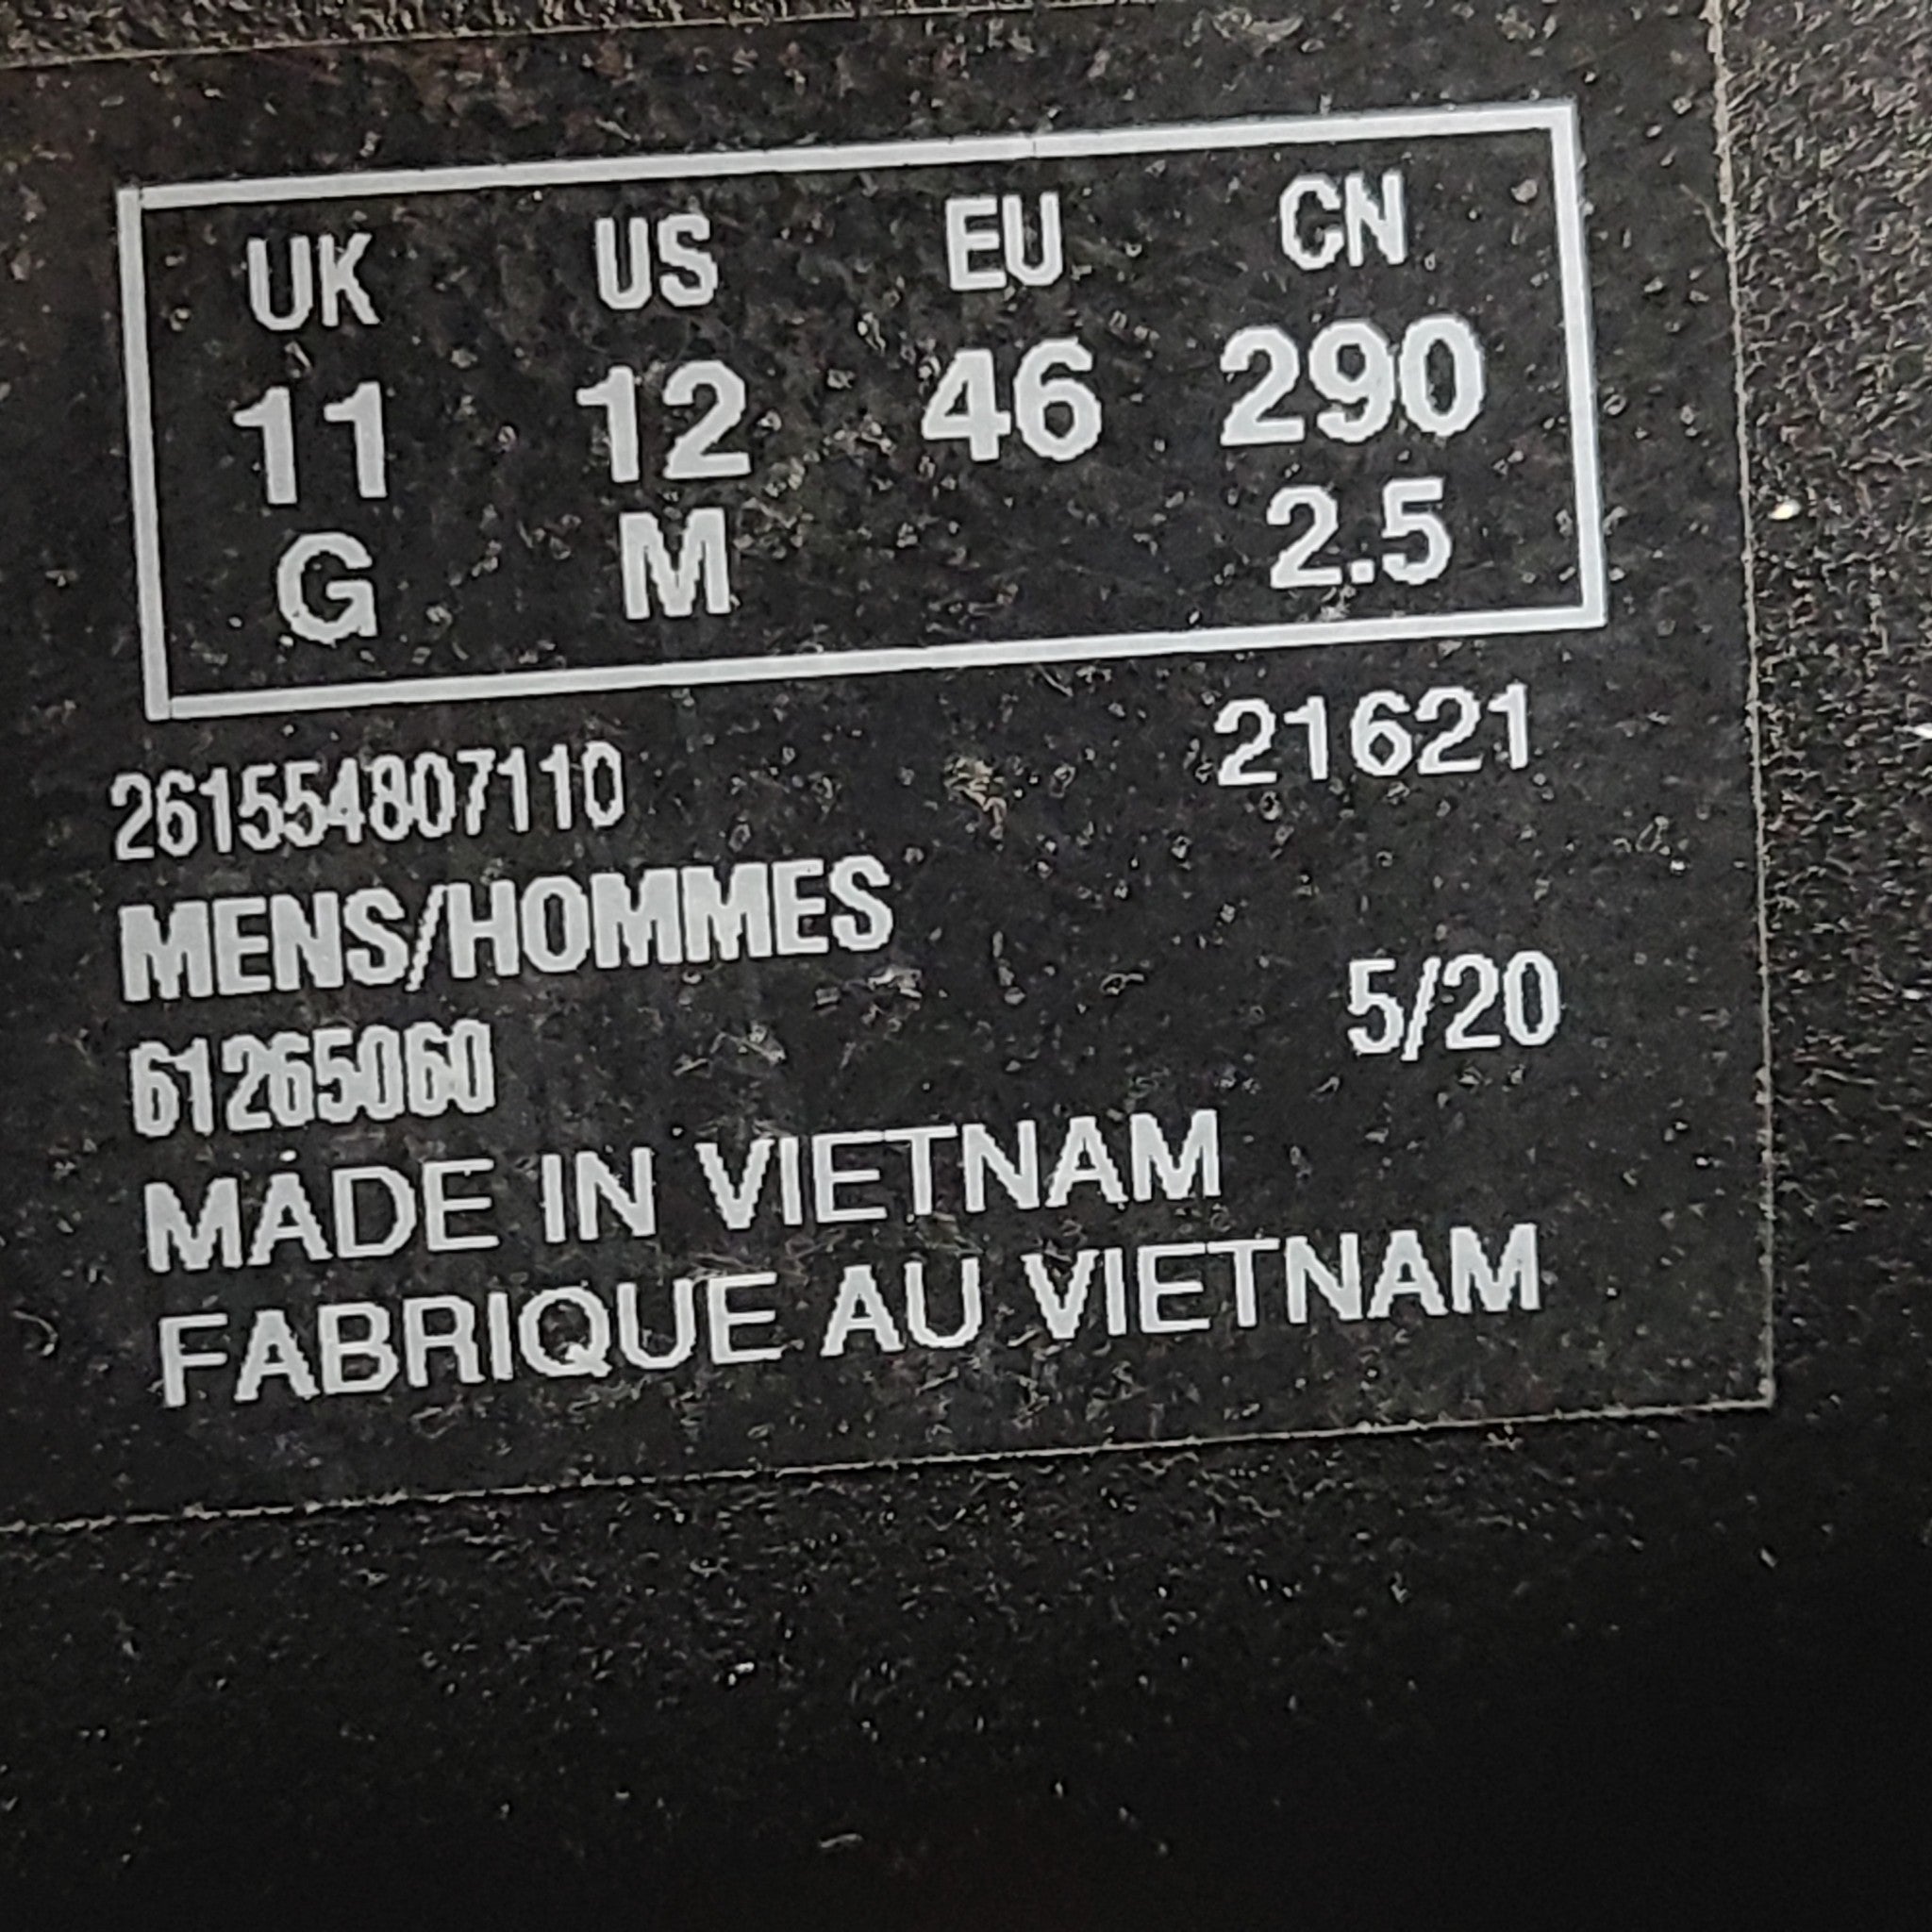 UK US EU CN
11 12 46 290
G M 2.5
261554807110 21621
MENS/HOMMES
61265060 5/20
MADE IN VIETNAM
FABRIQUE AU VIETNAM